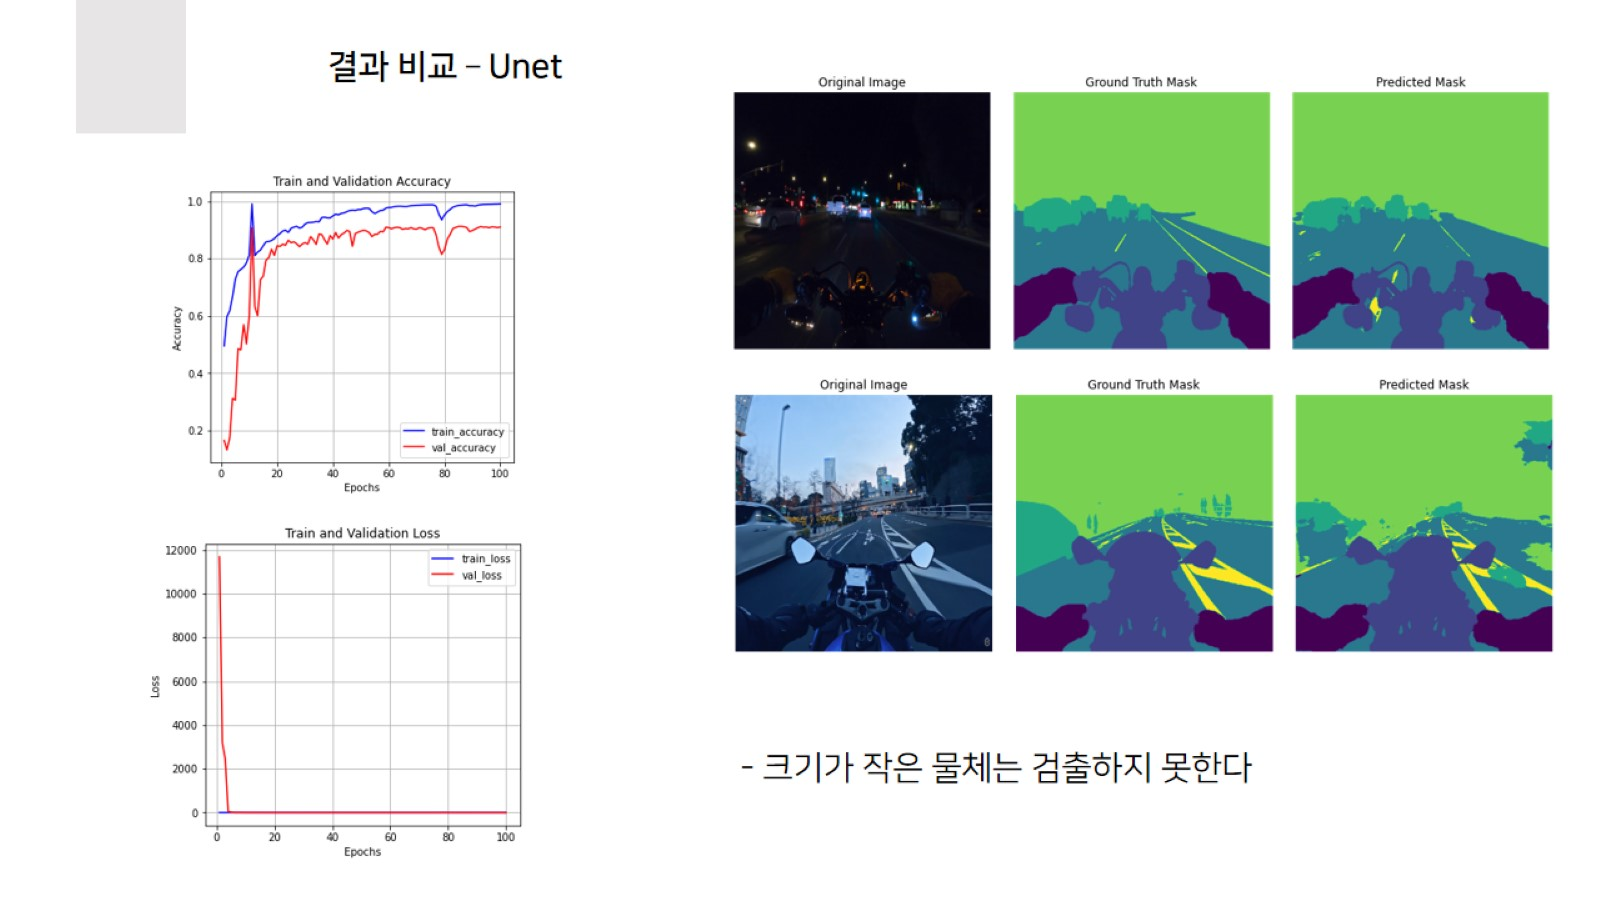 결과 비교 – Unet
Train and Validation Accuracy
1.0
0.8
0.6
0.4
0.2
Accuracy
train_accuracy
val_accuracy
0 20 40 60 80 100
Epochs
Train and Validation Loss
12000
10000
8000
6000
4000
2000
0
Loss
train_loss
val_loss
0 20 40 60 80 100
Epochs
Original Image Ground Truth Mask Predicted Mask
Original Image Ground Truth Mask Predicted Mask
- 크기가 작은 물체는 검출하지 못한다